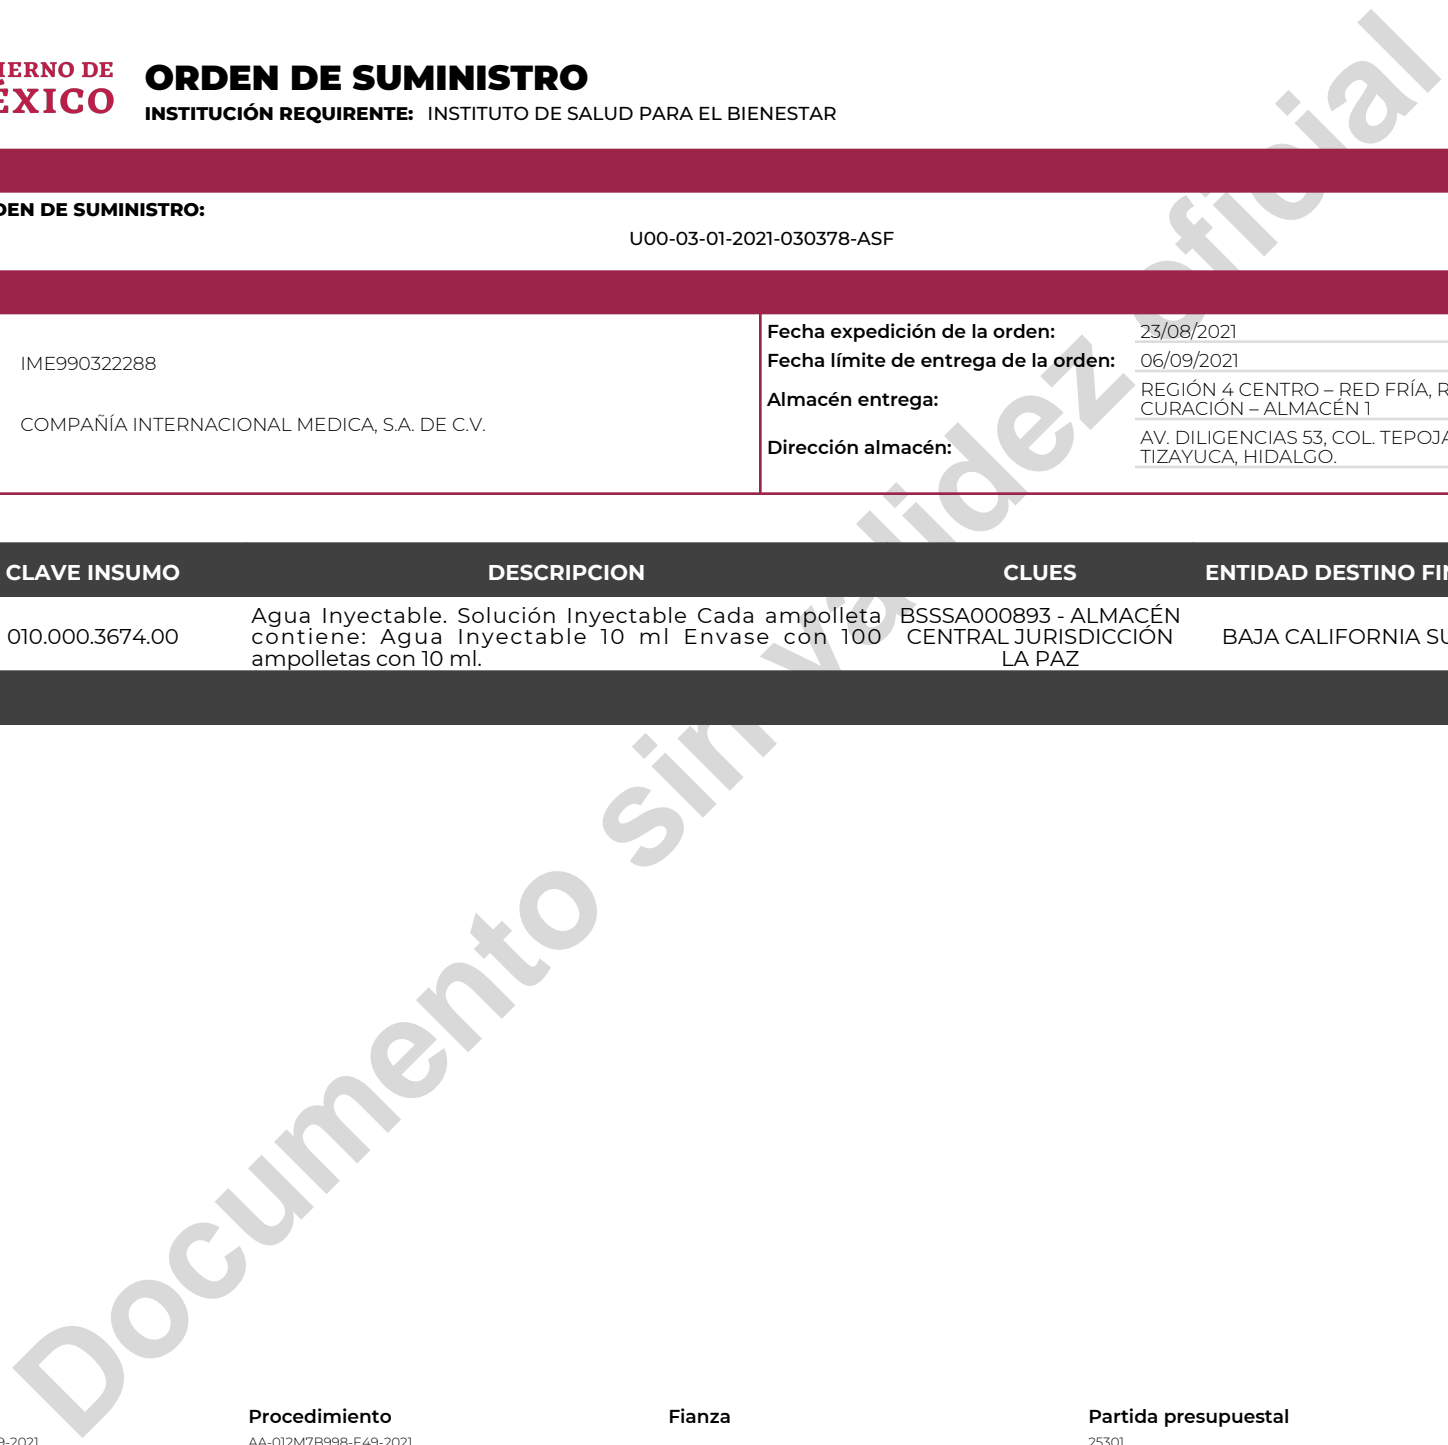 IERNO DE
ÉXICO
ORDEN DE SUMINISTRO
INSTITUCIÓN REQUIRENTE: INSTITUTO DE SALUD PARA EL BIENESTAR
DEN DE SUMINISTRO:
U00-03-01-2021-030378-ASF
IME990322288
COMPAÑÍA INTERNACIONAL MEDICA, S.A. DE C.V.
Fecha expedición de la orden: 23/08/2021
Fecha límite de entrega de la orden: 06/09/2021
Almacén entrega: REGIÓN 4 CENTRO – RED FRÍA, R
CURACIÓN – ALMACÉN 1
Dirección almacén: AV. DILIGENCIAS 53, COL. TEPOJA
TIZAYUCA, HIDALGO.
CLAVE INSUMO DESCRIPCION CLUES ENTIDAD DESTINO FIN
010.000.3674.00
Agua Inyectable. Solución Inyectable Cada ampolleta
contiene: Agua Inyectable 10 ml Envase con 100
ampolletas con 10 ml.
BSSSA000893 - ALMACÉN
CENTRAL JURISDICCIÓN
LA PAZ
BAJA CALIFORNIA SU
Documento sin validez oficial
Procedimiento Fianza Partida presupuestal
9-2021 AA-012M7B998-E49-2021 25301